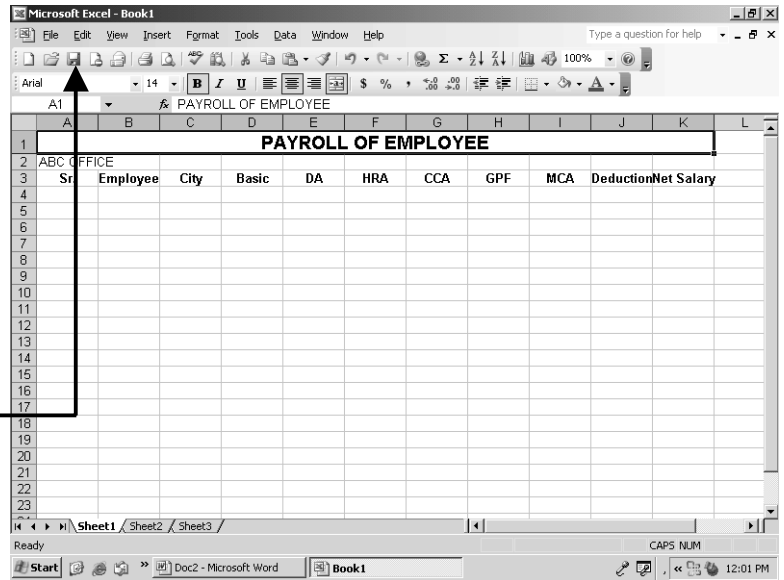 Microsoft Excel - Book1
File Edit View Insert Format Tools Data Window Help Type a question for help
100%
Arial 14 B I U $ % , .00 .00 A
A1 fx PAYROLL OF EMPLOYEE
A B C D E F G H I J K L
1 PAYROLL OF EMPLOYEE
2 ABC OFFICE
3 Sr. Employee City Basic DA HRA CCA GPF MCA Deduction Net Salary
4
5
6
7
8
9
10
11
12
13
14
15
16
17
18
19
20
21
22
23
Sheet1 Sheet2 Sheet3
Ready CAPS NUM
Start Doc2 - Microsoft Word Book1 12:01 PM